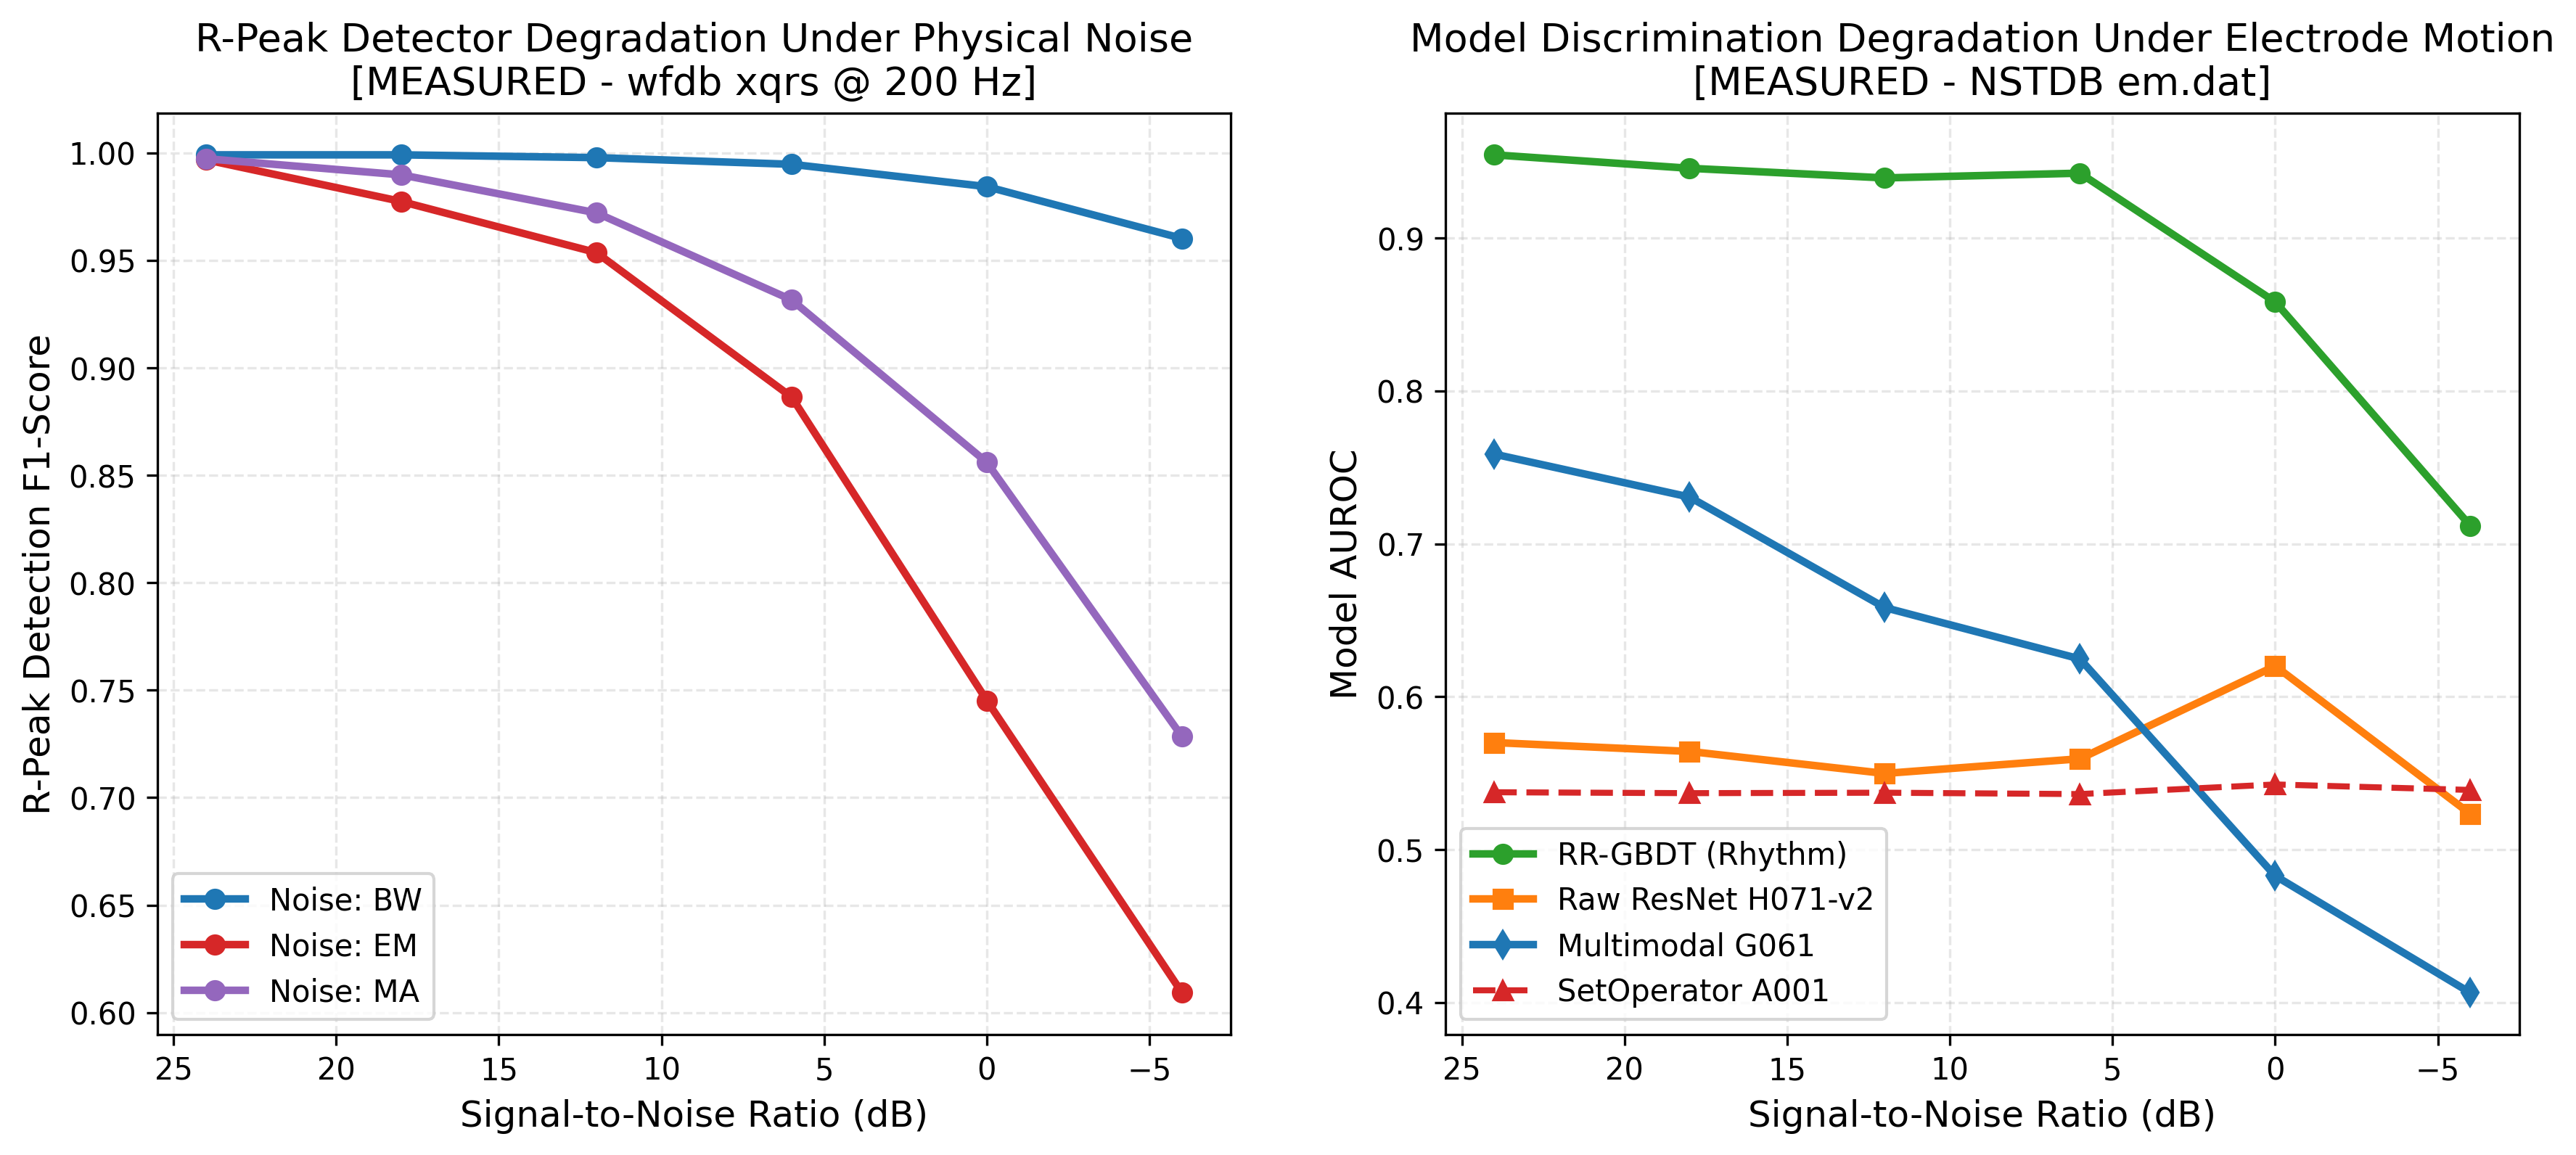 R-Peak Detector Degradation Under Physical Noise
[MEASURED - wfdb xqrs @ 200 Hz]
R-Peak Detection F1-Score
1.00
0.95
0.90
0.85
0.80
0.75
0.70
0.65
0.60
Noise: BW
Noise: EM
Noise: MA
25 20 15 10 5 0 −5
Signal-to-Noise Ratio (dB)
Model Discrimination Degradation Under Electrode Motion
[MEASURED - NSTDB em.dat]
Model AUROC
0.9
0.8
0.7
0.6
0.5
0.4
RR-GBDT (Rhythm)
Raw ResNet H071-v2
Multimodal G061
SetOperator A001
25 20 15 10 5 0 −5
Signal-to-Noise Ratio (dB)